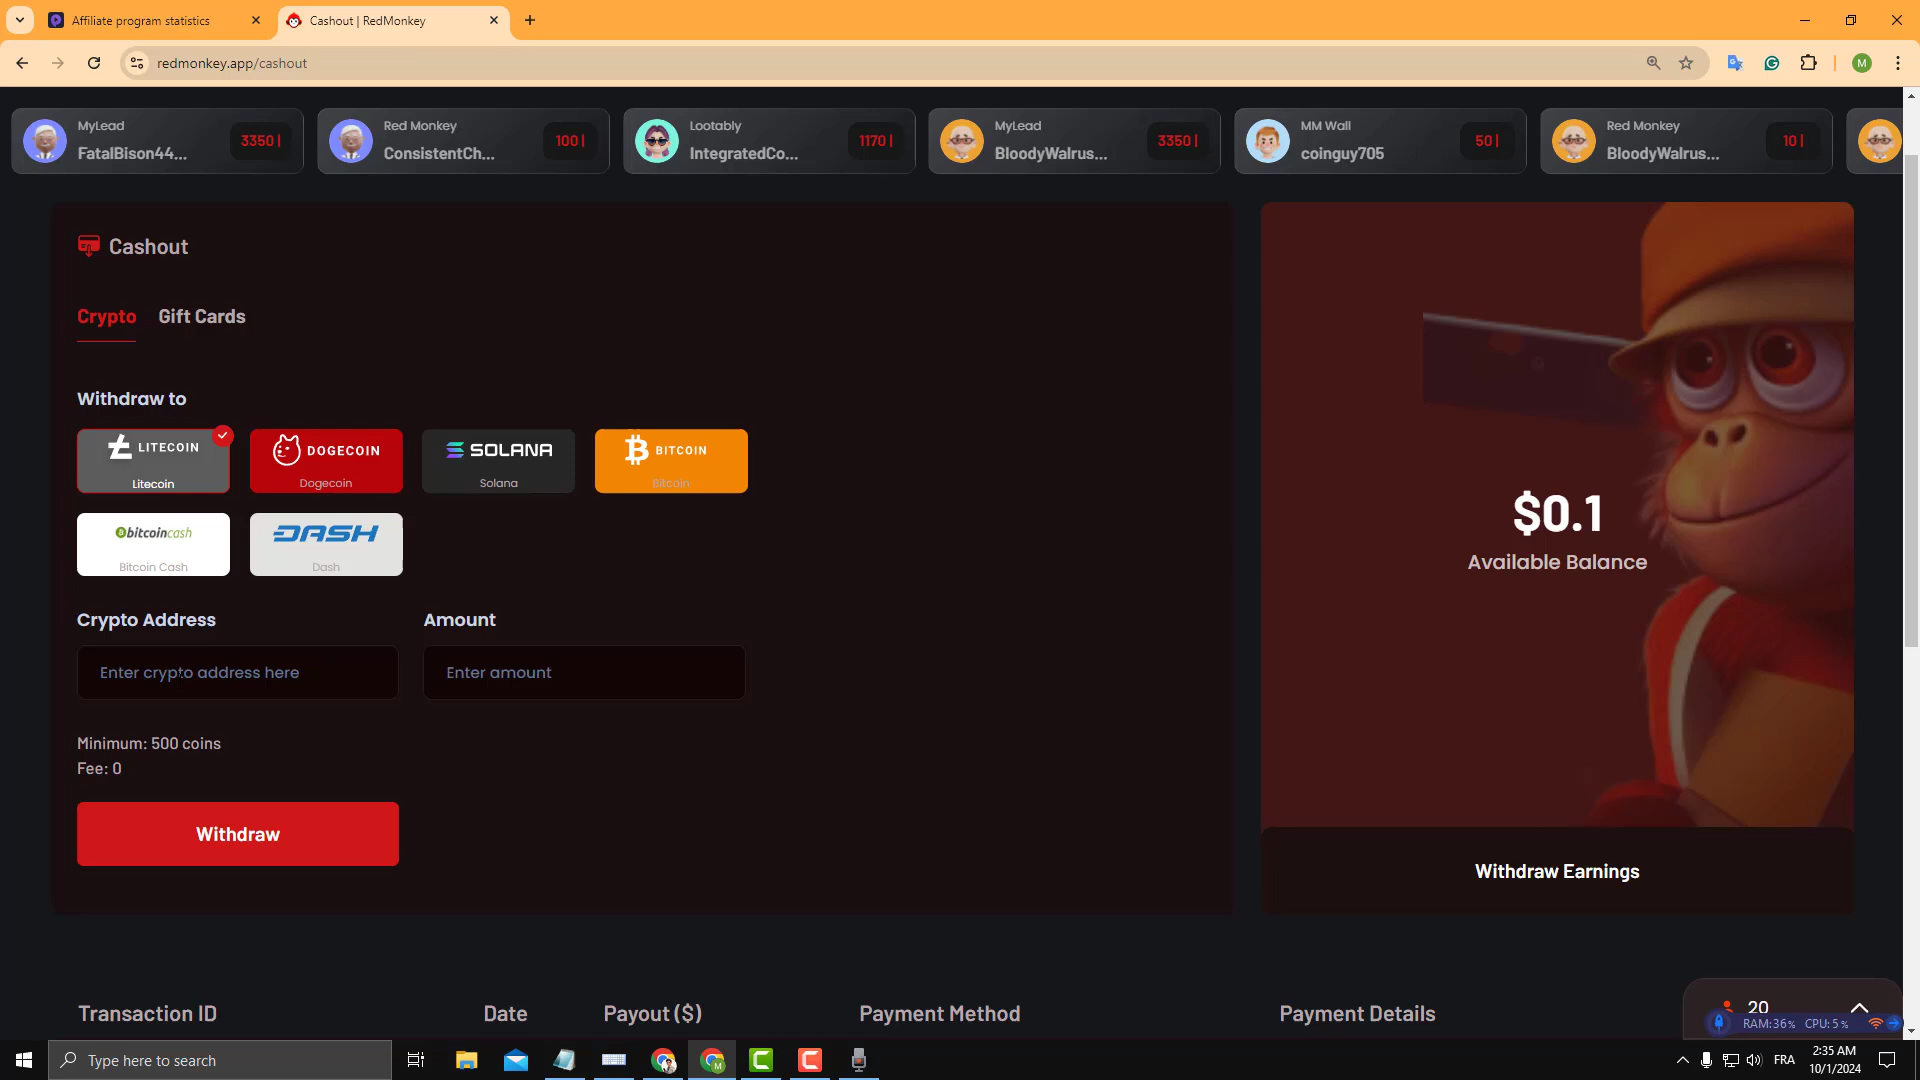 Affiliate program statistics
Cashout | RedMonkey
redmonkey.app/cashout
M
MyLead
FatalBison44...
3350 |
Red Monkey
ConsistentCh...
100 |
Lootably
IntegratedCo...
1170 |
MyLead
BloodyWalrus...
3350 |
MM Wall
coinguy705
50 |
Red Monkey
BloodyWalrus...
10 |
Cashout
Crypto
Gift Cards
Withdraw to
LITECOIN
Litecoin
DOGECOIN
Dogecoin
SOLANA
Solana
BITCOIN
Bitcoin
bitcoincash
Bitcoin Cash
DASH
Dash
Crypto Address
Amount
Enter crypto address here
Enter amount
Minimum: 500 coins
Fee: 0
Withdraw
$0.1
Available Balance
Withdraw Earnings
Transaction ID
Date
Payout ($)
Payment Method
Payment Details
20
RAM:36%
CPU: 5%
Type here to search
FRA
2:35 AM
10/1/2024